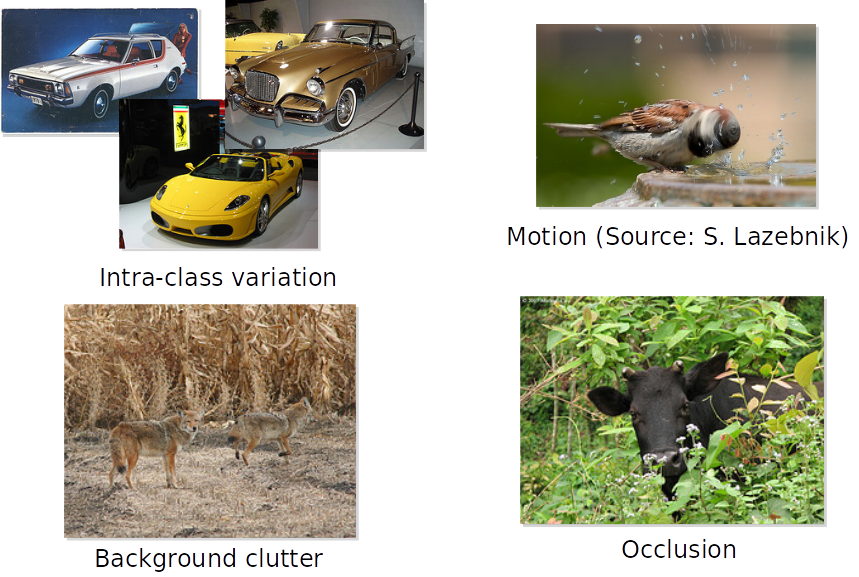 Motion (Source: S. Lazebnik)
Intra-class variation
Background clutter
Occlusion